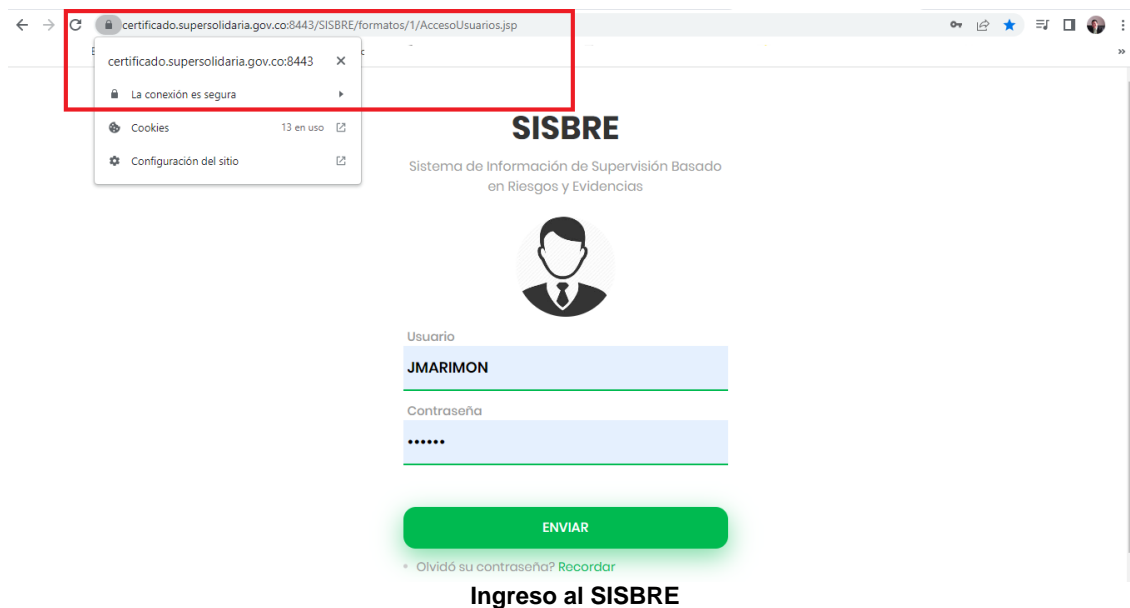 certificado.supersolidaria.gov.co:8443/SISBRE/formatos/1/AccesoUsuarios.jsp
certificado.supersolidaria.gov.co:8443
La conexión es segura
Cookies 13 en uso
Configuración del sitio
SISBRE
Sistema de Información de Supervisión Basado
en Riesgos y Evidencias
Usuario
JMARIMON
Contraseña
••••••
ENVIAR
• Olvidó su contraseña? Recordar
Ingreso al SISBRE